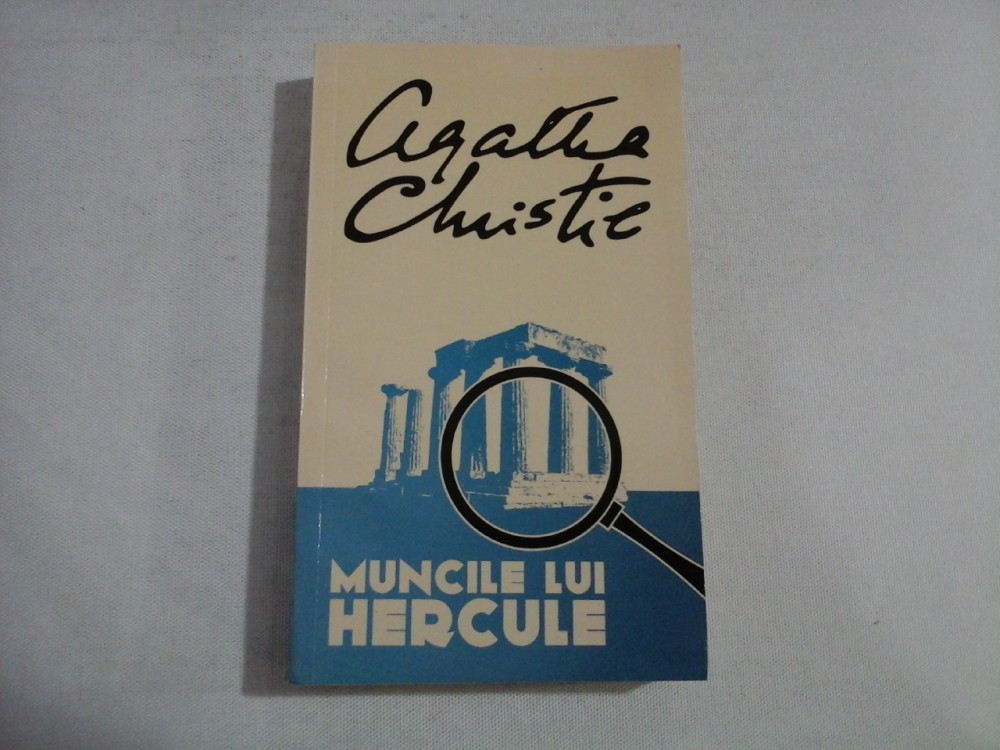 Agatha
Christie
MUNCILE LUI
HERCULE